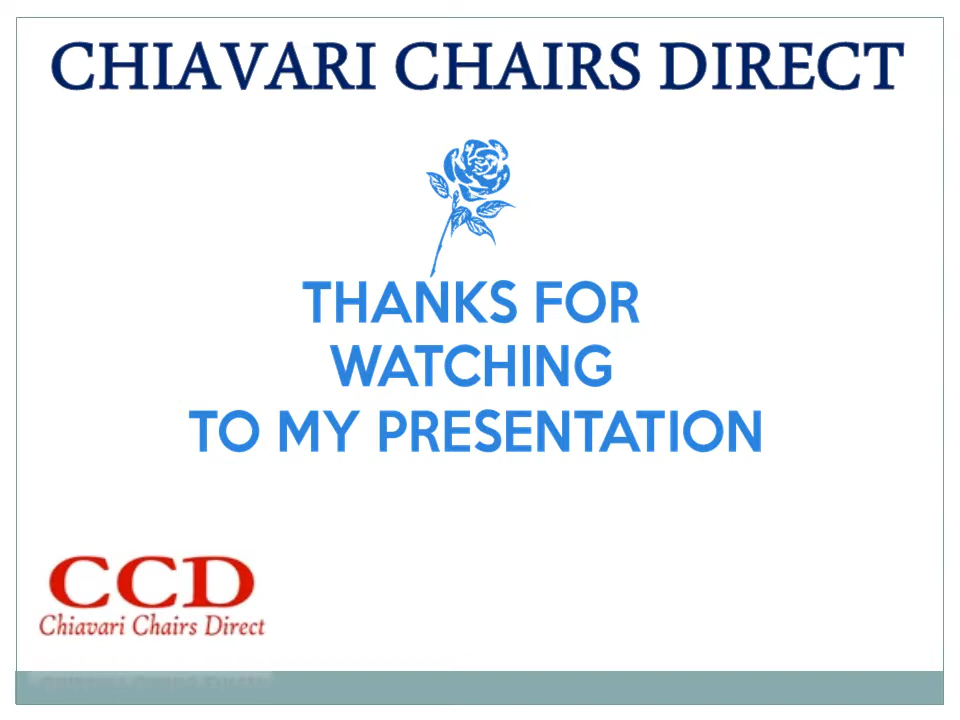 CHIAVARI CHAIRS DIRECT
THANKS FOR
WATCHING
TO MY PRESENTATION
CCD
Chiavari Chairs Direct